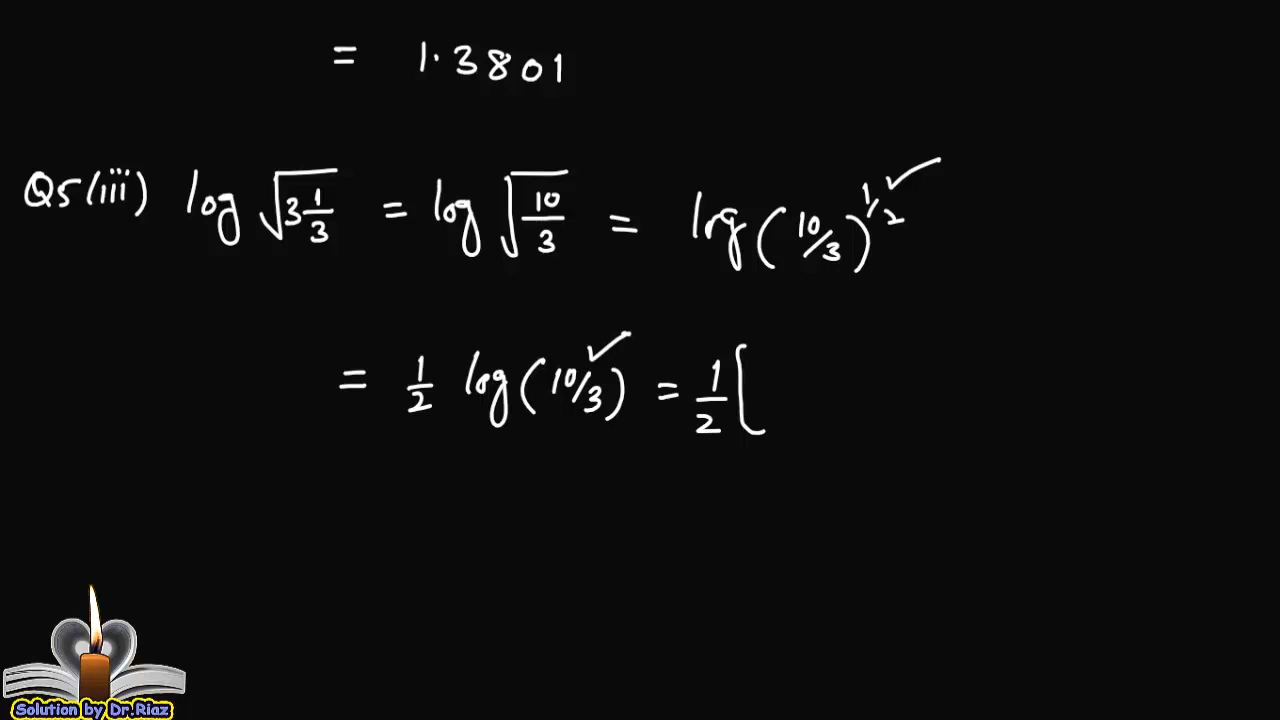 = 1.3801
Q5(iii) log √3 1/3 = log √10/3 = log (10/3)^1/2
= 1/2 log (10/3) = 1/2 [
Solution by Dr.Riaz